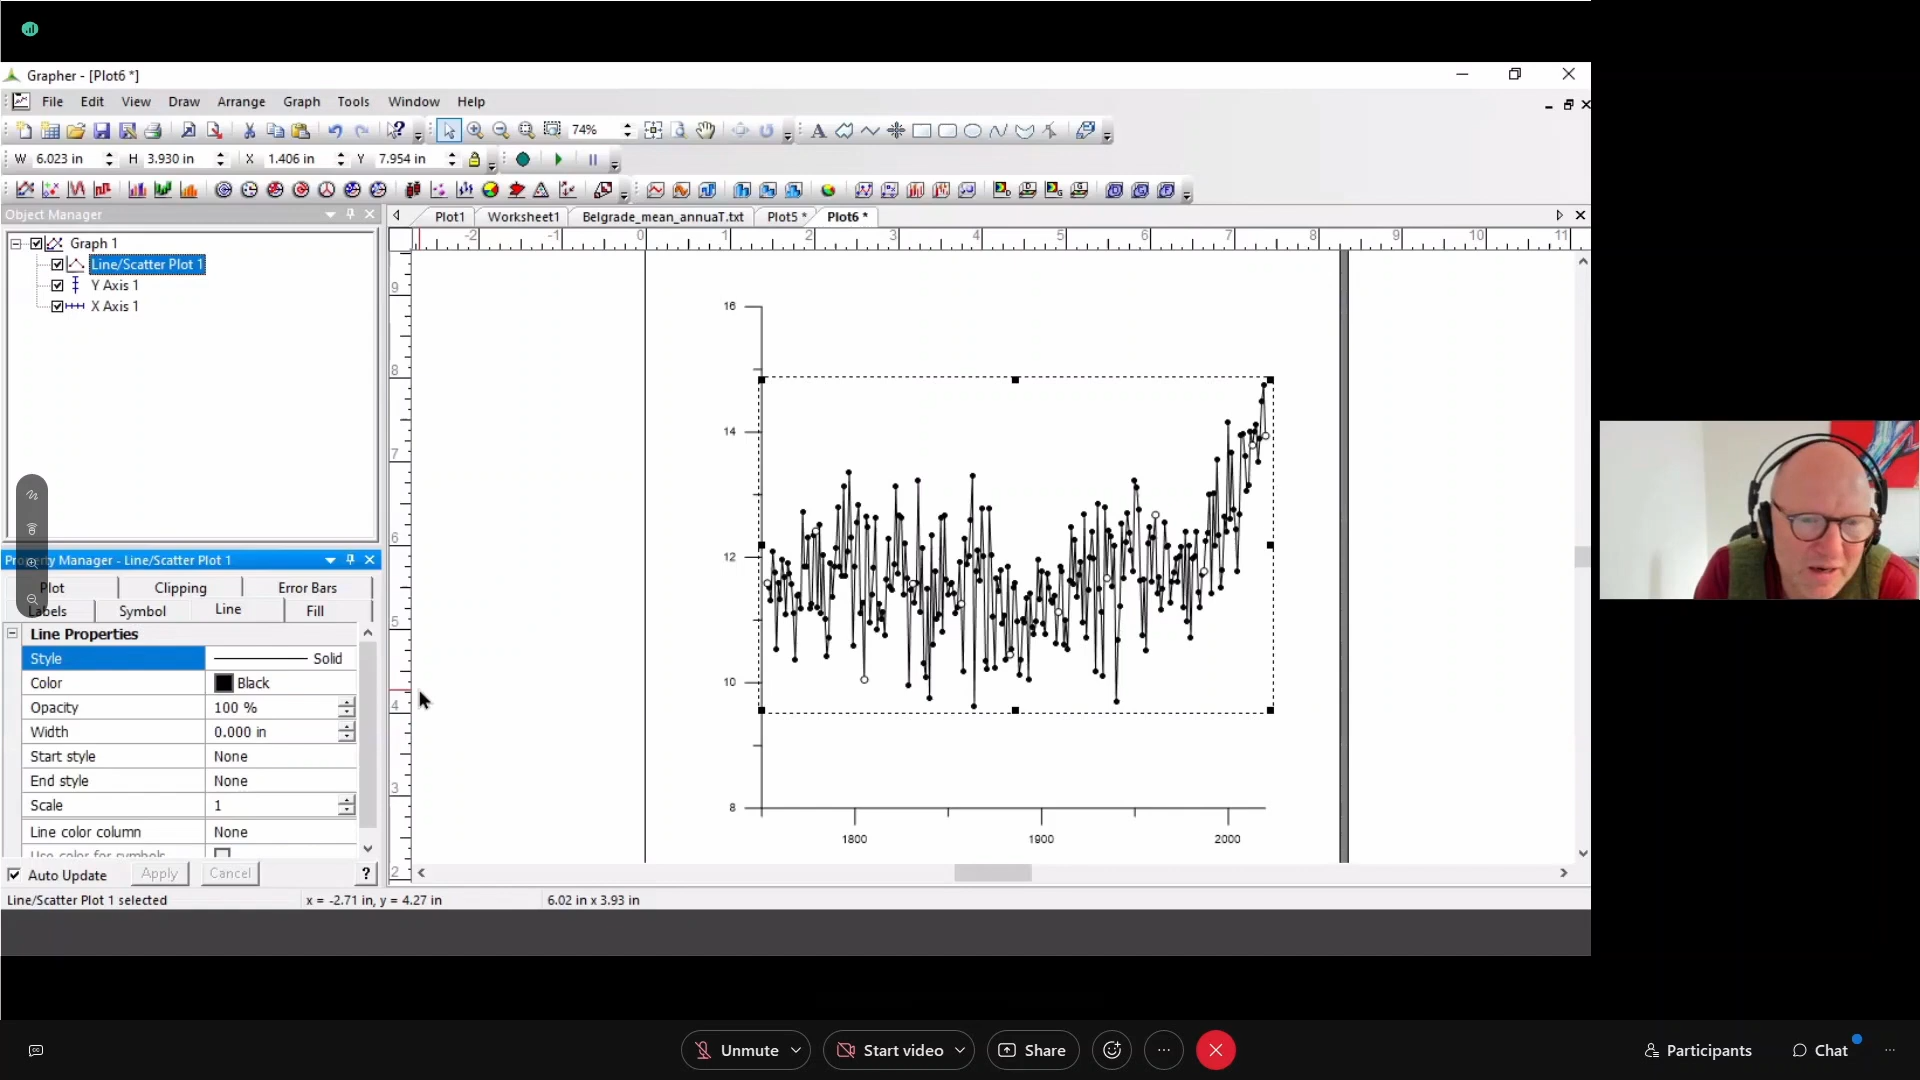 Grapher - [Plot6 *]
File Edit View Draw Arrange Graph Tools Window Help
74%
W 6.023 in H 3.930 in X 1.406 in Y 7.954 in
Object Manager
Plot1 Worksheet1 Belgrade_mean_annuaT.txt Plot5 * Plot6 *
Graph 1
Line/Scatter Plot 1
Y Axis 1
X Axis 1
-2 -1 0 1 2 3 4 5 6 7 8 9 10 11
9
8
7
6
5
4
3
2
16
14
12
10
8
1800 1900 2000
Property Manager - Line/Scatter Plot 1
Plot Clipping Error Bars
Labels Symbol Line Fill
Line Properties
Style Solid
Color Black
Opacity 100 %
Width 0.000 in
Start style None
End style None
Scale 1
Line color column None
Use color for symbols
Auto Update Apply Cancel ?
Line/Scatter Plot 1 selected x = -2.71 in, y = 4.27 in 6.02 in x 3.93 in
Unmute Start video Share Participants Chat